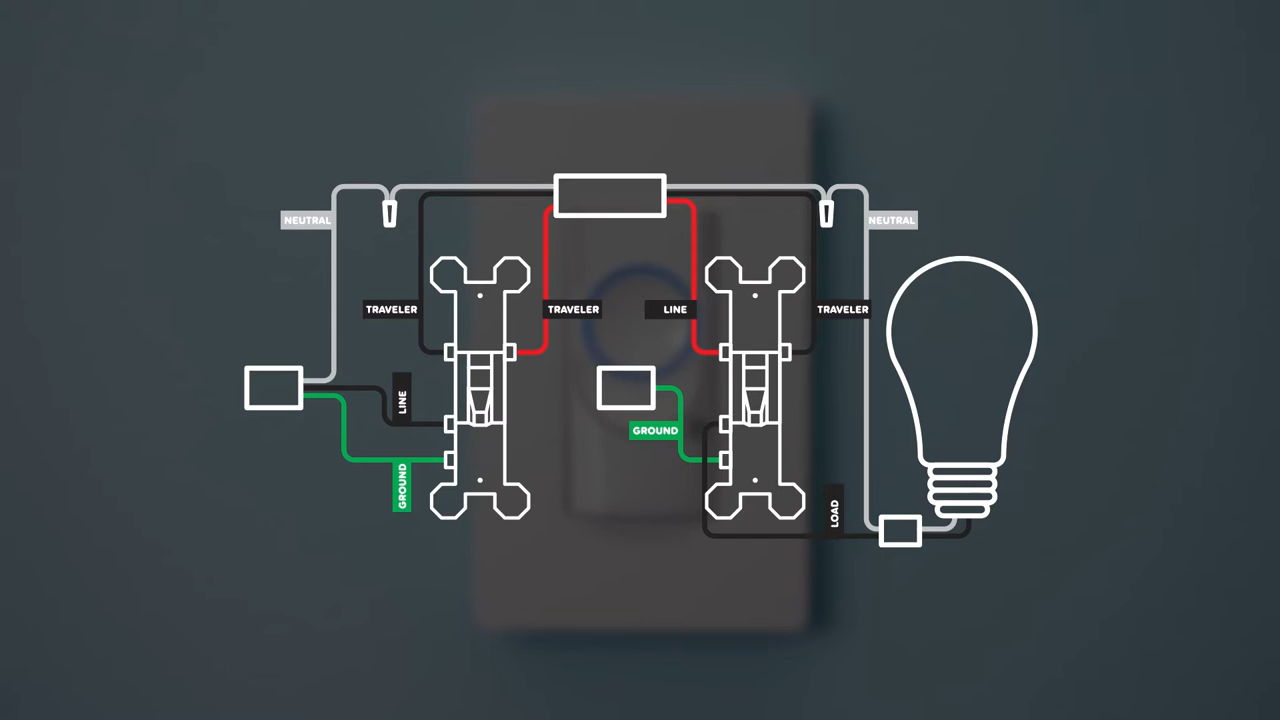 NEUTRAL
NEUTRAL
TRAVELER
TRAVELER
LINE
TRAVELER
LINE
GROUND
GROUND
LOAD